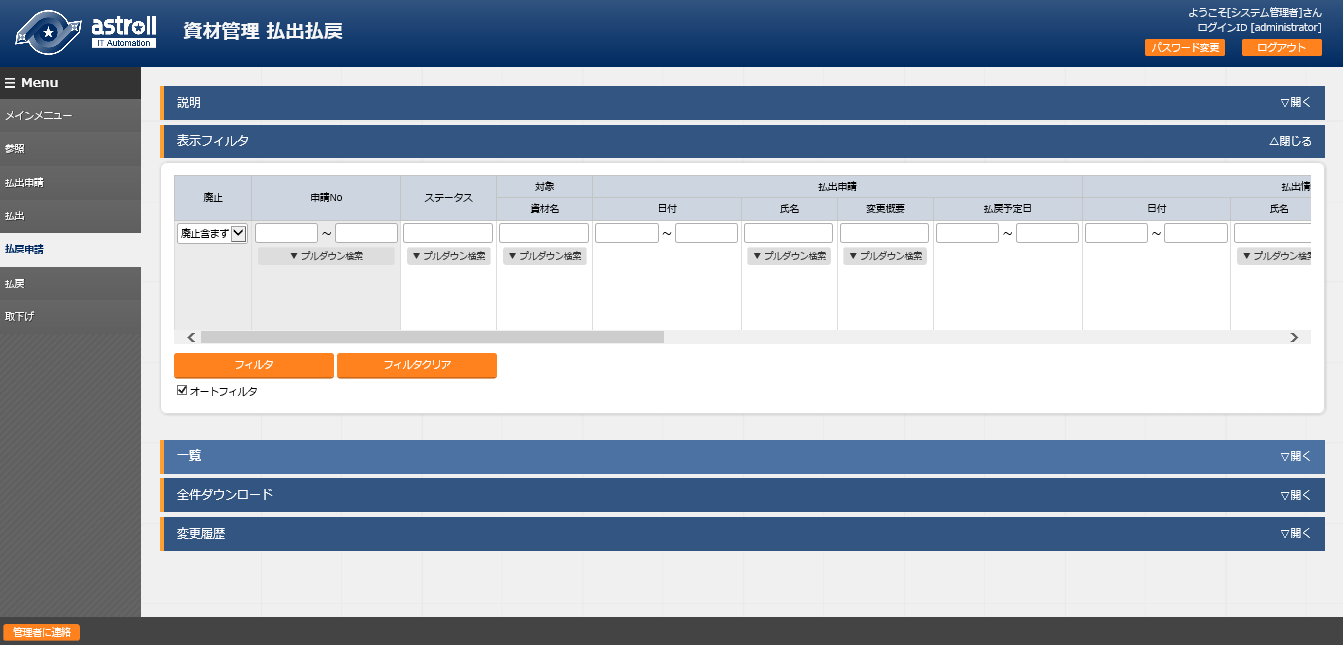 astroll
IT Automation
資材管理 払出払戻
ようこそ[システム管理者]さん
ログインID [administrator]
パスワード変更 ログアウト
☰ Menu
メインメニュー
参照
払出申請
払出
払戻申請
払戻
取下げ
説明 ▽開く
表示フィルタ △閉じる
廃止 申請No ステータス 対象 払出申請
資材名 日付 氏名 変更概要 払戻予定日 日付 氏名
廃止含まず ～ ～ ～ ～
▼ プルダウン検索 ▼ プルダウン検索 ▼ プルダウン検索 ▼ プルダウン検索 ▼ プルダウン検索 ▼ プルダウン検
フィルタ フィルタクリア
オートフィルタ
一覧 ▽開く
全件ダウンロード ▽開く
変更履歴 ▽開く
管理者に連絡